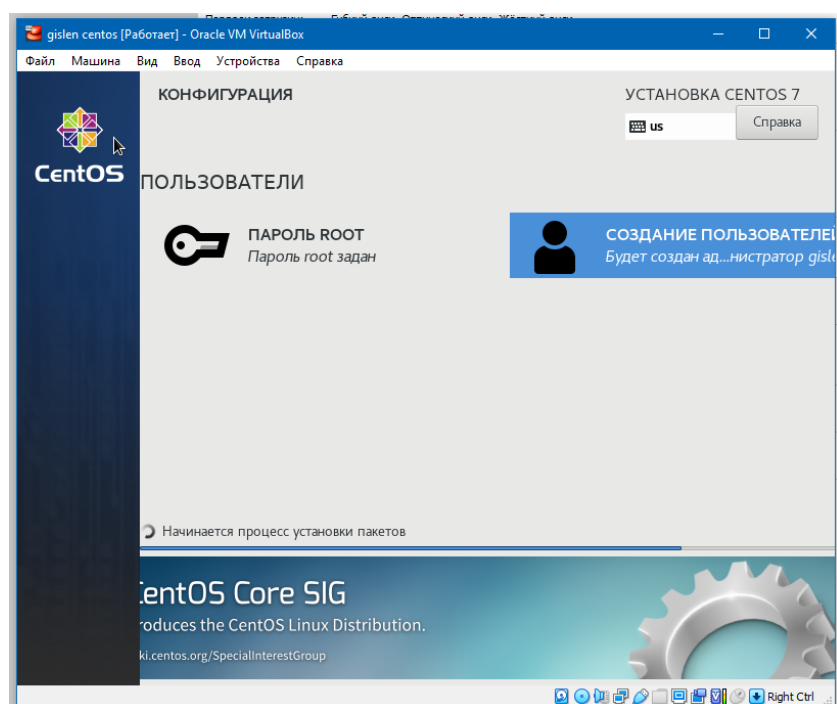 gislen centos [Работает] - Oracle VM VirtualBox
Файл Машина Вид Ввод Устройства Справка
КОНФИГУРАЦИЯ
УСТАНОВКА CENTOS 7
us
Справка
CentOS
ПОЛЬЗОВАТЕЛИ
ПАРОЛЬ ROOT
Пароль root задан
СОЗДАНИЕ ПОЛЬЗОВАТЕЛЕЙ
Будет создан ад...нистратор gisle
Начинается процесс установки пакетов
CentOS Core SIG
roduces the CentOS Linux Distribution.
ki.centos.org/SpecialInterestGroup
Right Ctrl